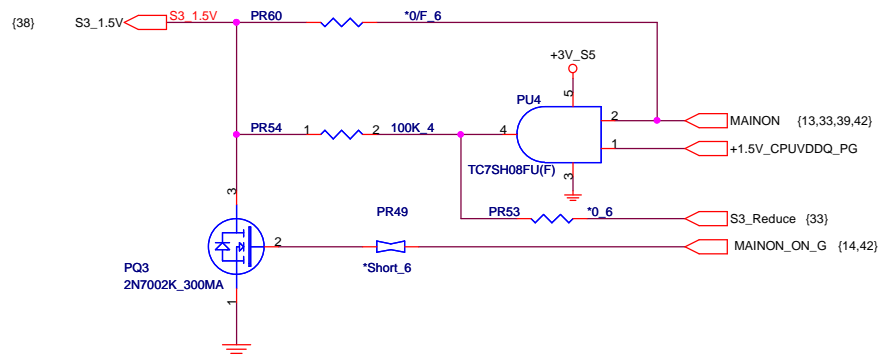 {38} S3_1.5V S3_1.5V PR60 *0/F_6
+3V_S5
5
PU4
2 MAINON {13,33,39,42}
PR54 1 2 100K_4 4
1 +1.5V_CPUVDDQ_PG
TC7SH08FU(F) 3
3
PR49 PR53 *0_6 S3_Reduce {33}
2 MAINON_ON_G {14,42}
PQ3 *Short_6
2N7002K_300MA
1